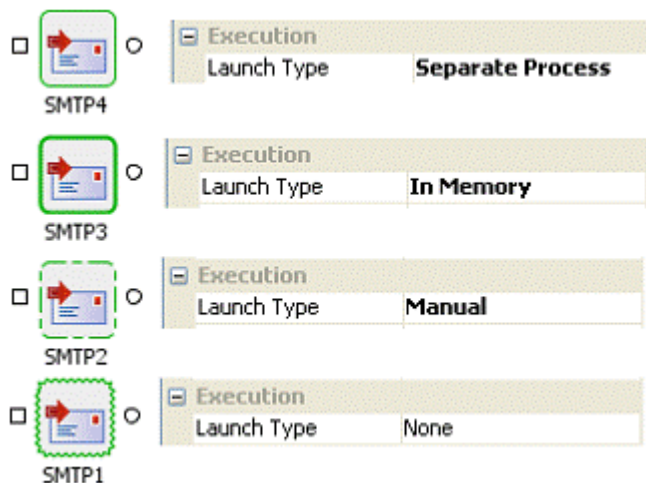 Execution
Launch Type Separate Process
SMTP4
Execution
Launch Type In Memory
SMTP3
Execution
Launch Type Manual
SMTP2
Execution
Launch Type None
SMTP1